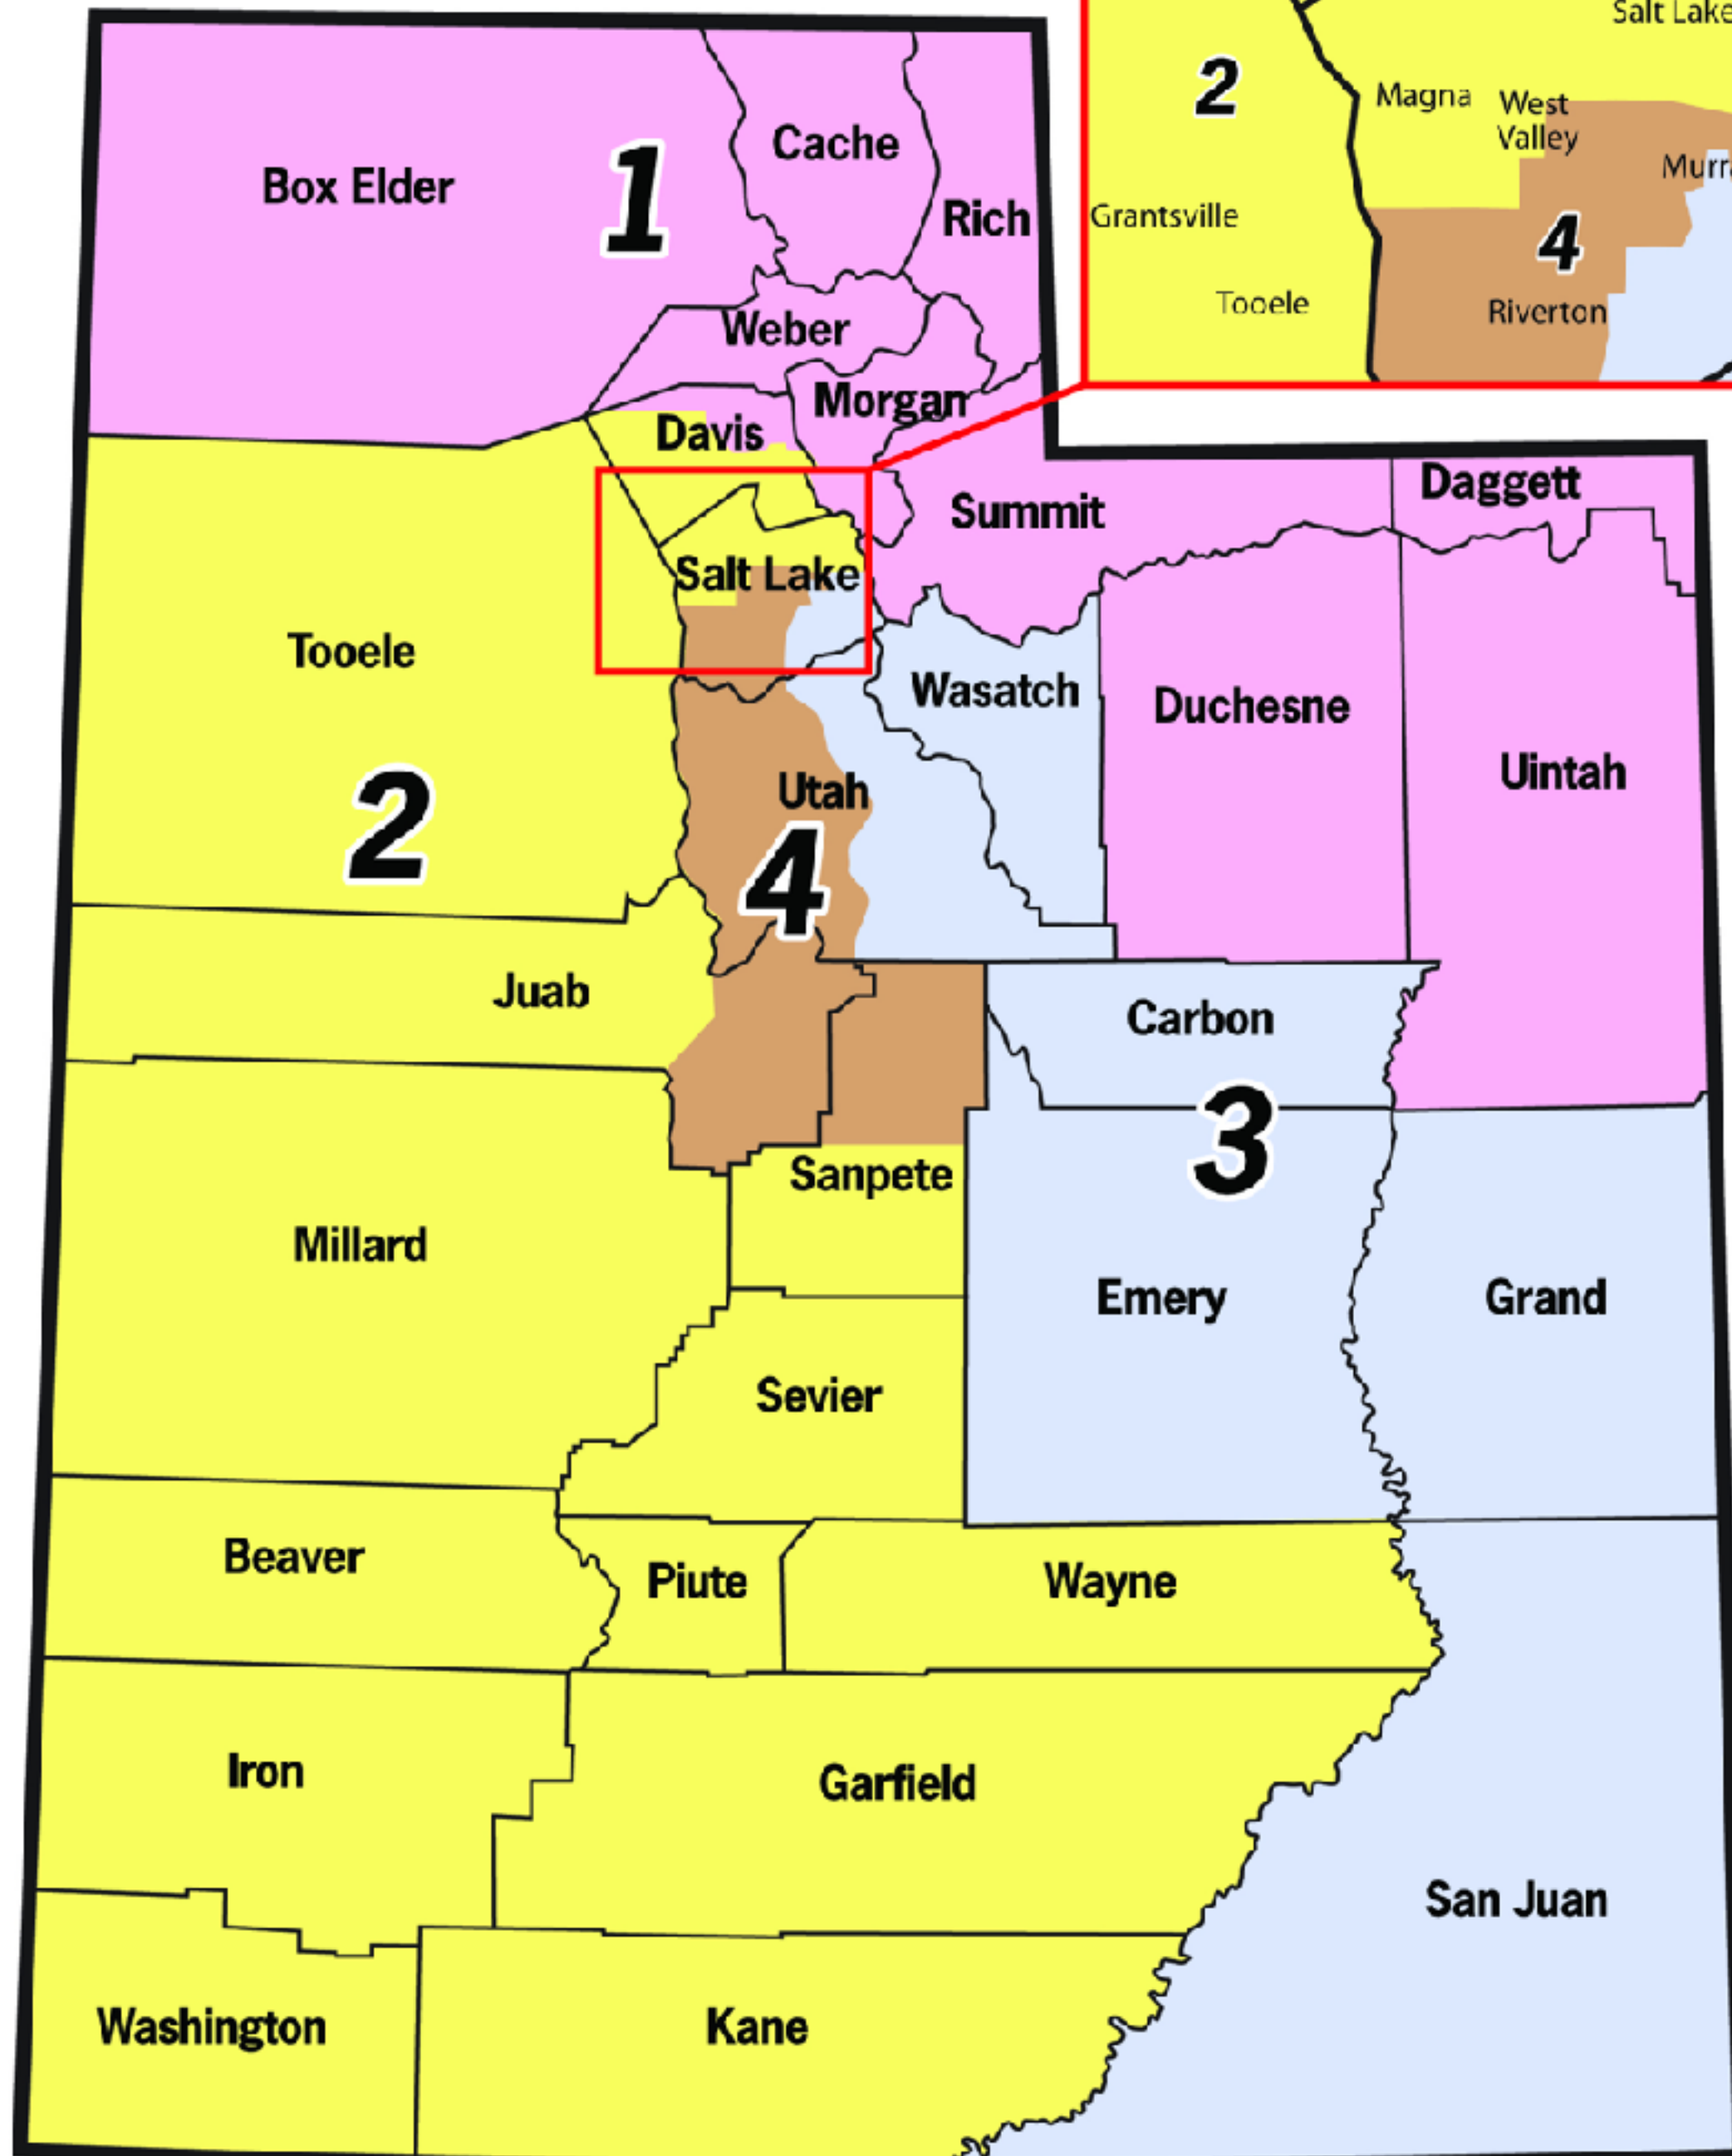 Salt Lake
2
Magna
West
Valley
Grantsville
4
Tooele
Riverton
Box Elder
1
Cache
Rich
Weber
Morgan
Davis
Summit
Daggett
Salt Lake
Tooele
Wasatch
Duchesne
Uintah
2
Utah
4
Juab
Carbon
3
Sanpete
Millard
Emery
Grand
Sevier
Beaver
Piute
Wayne
Iron
Garfield
San Juan
Washington
Kane